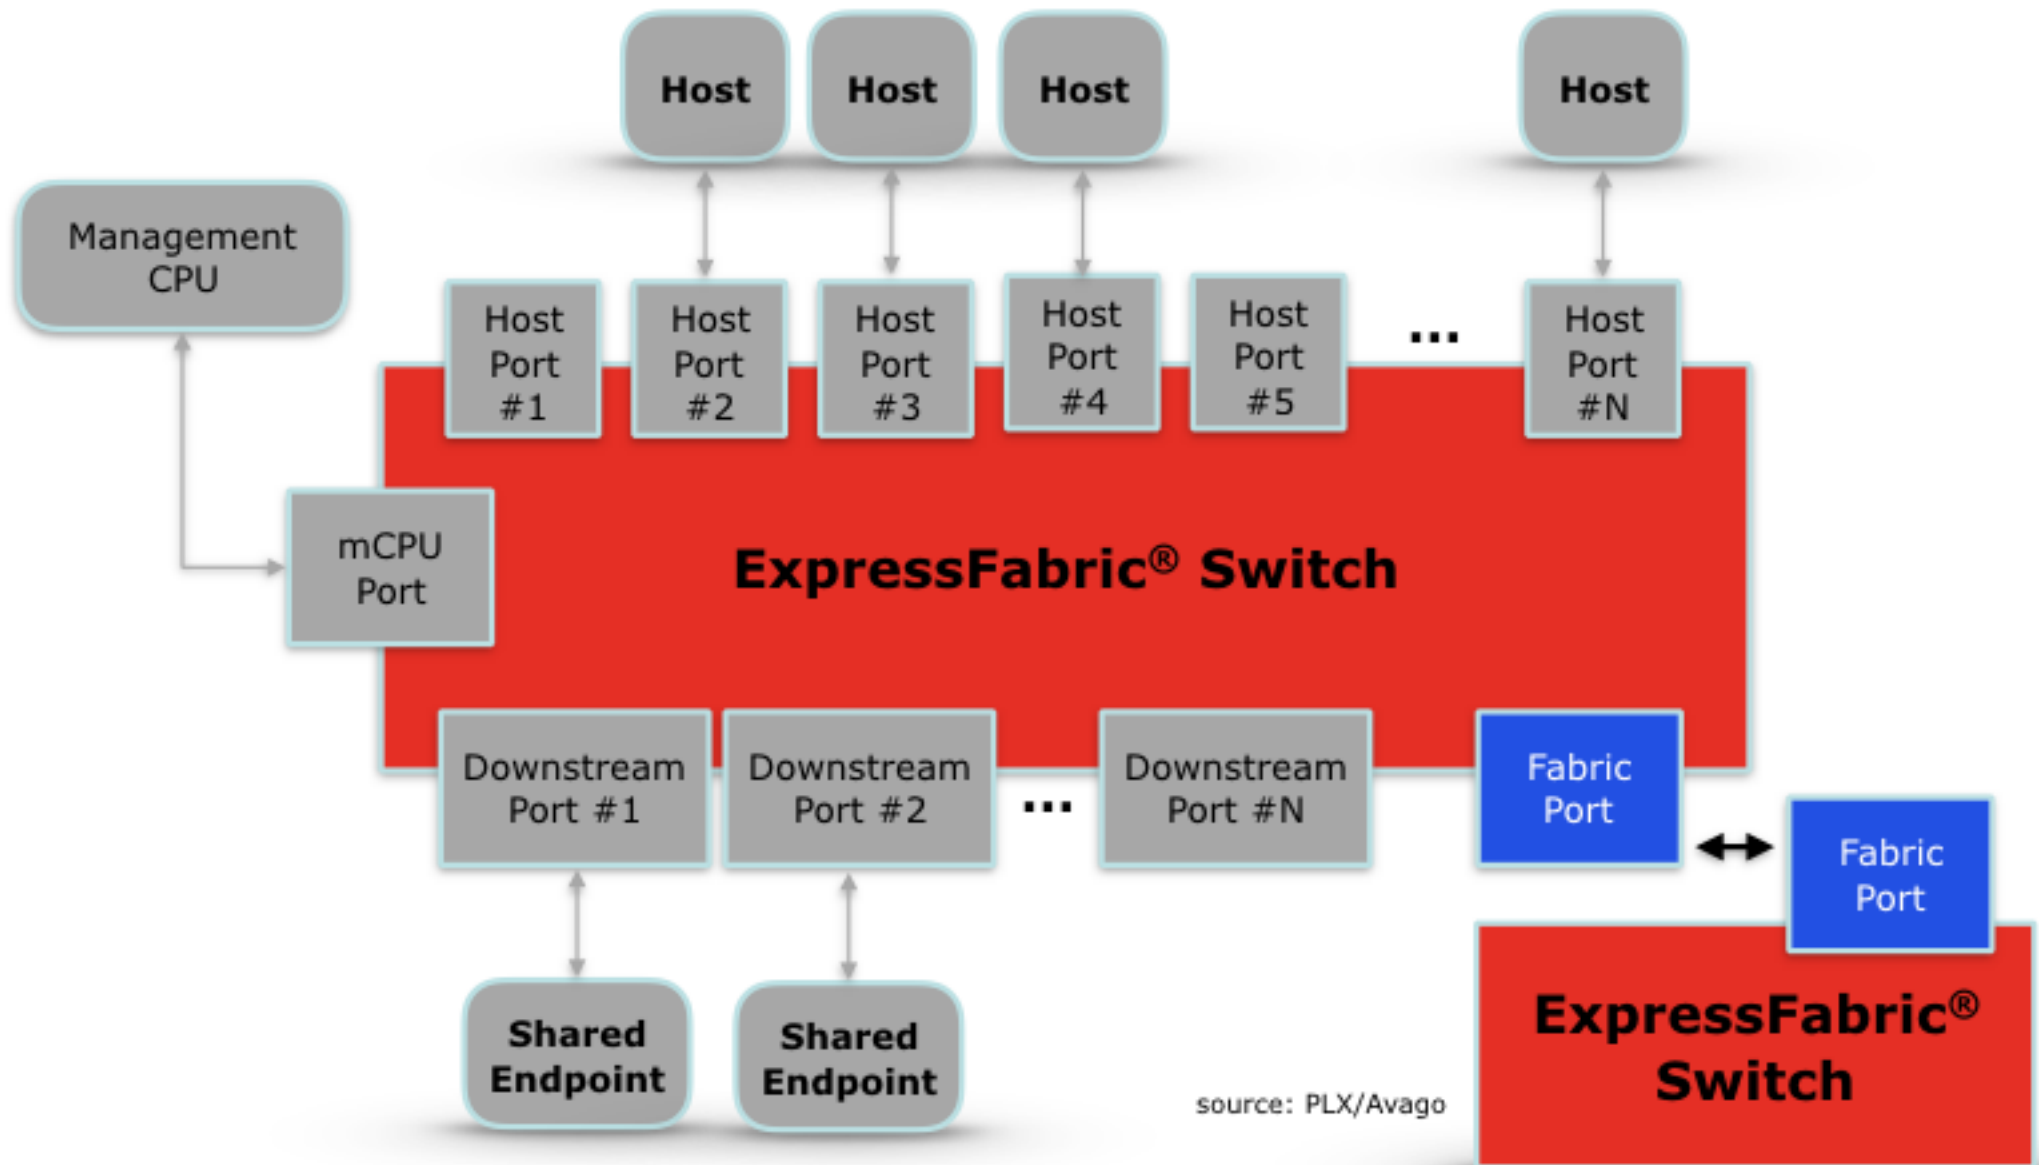 Host
Host
Host
Host
Management
CPU
Host
Port
#1
Host
Port
#2
Host
Port
#3
Host
Port
#4
Host
Port
#5
...
Host
Port
#N
mCPU
Port
ExpressFabric® Switch
Downstream
Port #1
Downstream
Port #2
...
Downstream
Port #N
Fabric
Port
Fabric
Port
Shared
Endpoint
Shared
Endpoint
source: PLX/Avago
ExpressFabric®
Switch